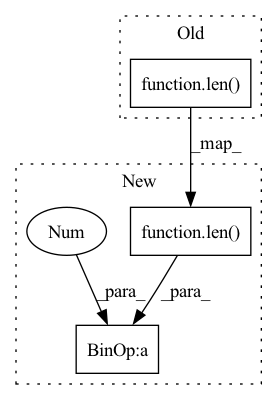 Old
function.len()
_map_
New
Num
function.len()
_para_
_para_
BinOp:a